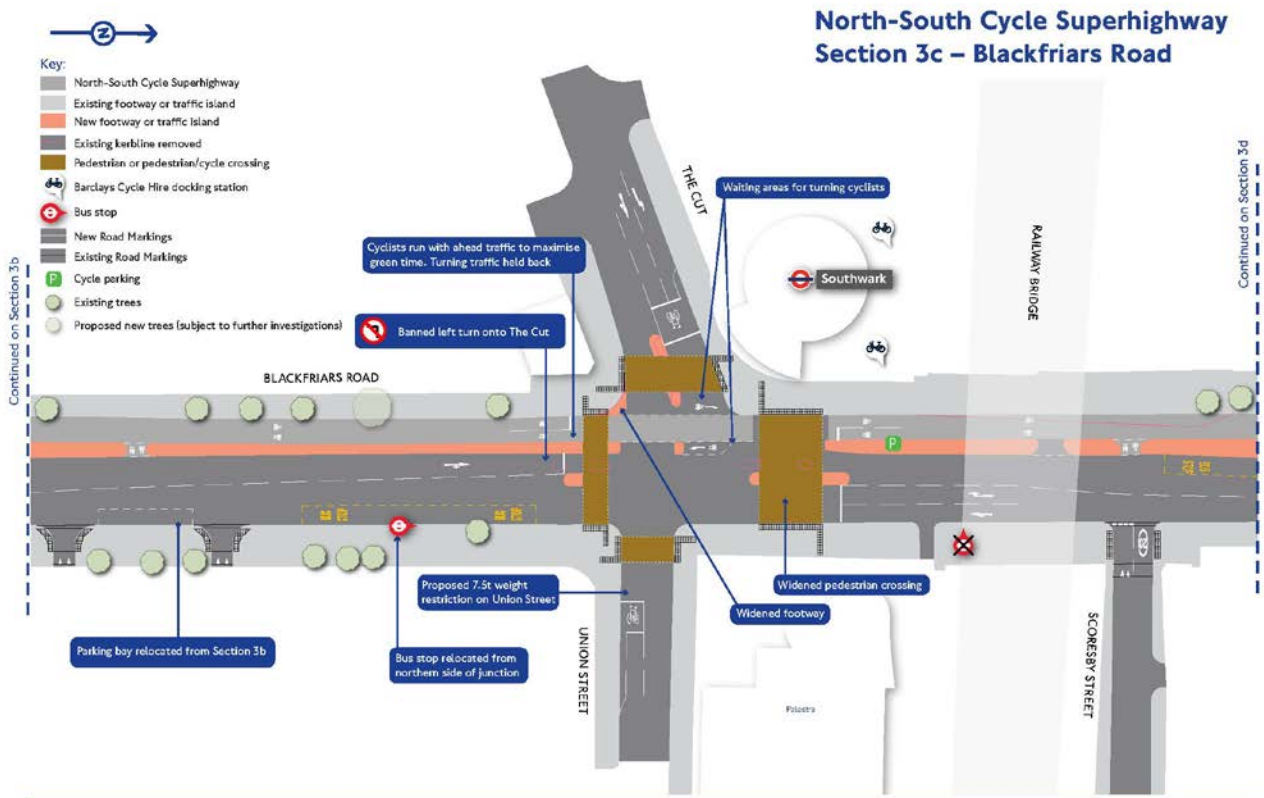 North-South Cycle Superhighway
Section 3c – Blackfriars Road
N
Key:
North-South Cycle Superhighway
Existing footway or traffic island
New footway or traffic island
Existing kerbline removed
Pedestrian or pedestrian/cycle crossing
Barclays Cycle Hire docking station
Bus stop
New Road Markings
Existing Road Markings
P
Cycle parking
Existing trees
Proposed new trees (subject to further investigations)
Continued on Section 3b
Continued on Section 3d
THE CUT
Waiting areas for turning cyclists
Cyclists run with ahead traffic to maximise
green time. Turning traffic held back
Southwark
RAILWAY BRIDGE
Banned left turn onto The Cut
BLACKFRIARS ROAD
P
BUS STOP
BUS STOP
BUS STOP
Proposed 7.5t weight
restriction on Union Street
Widened pedestrian crossing
Widened footway
Parking bay relocated from Section 3b
Bus stop relocated from
northern side of junction
UNION STREET
SCORESBY STREET
Palestra